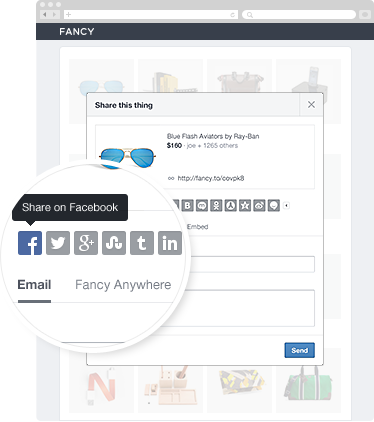 FANCY
Share this thing
Blue Flash Aviators by Ray-Ban
$160 · joe + 1265 others
http://fancy.to/covpk8
Share on Facebook
Embed
Email
Fancy Anywhere
Send